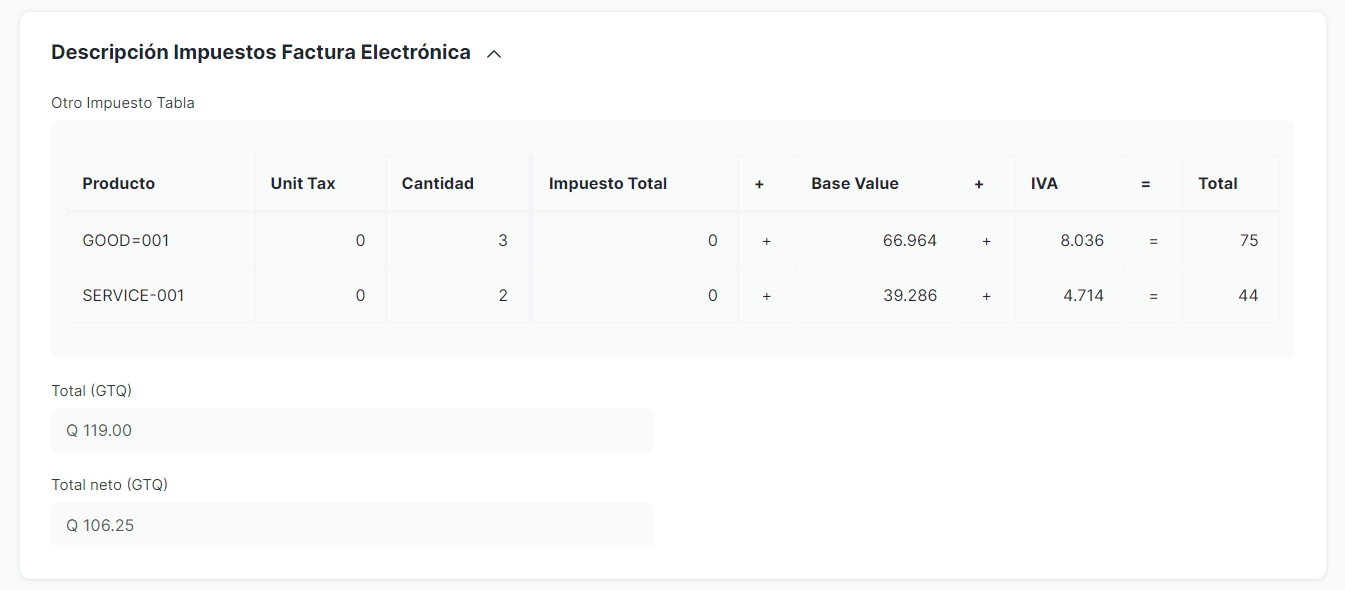 Descripción Impuestos Factura Electrónica
Otro Impuesto Tabla
Producto Unit Tax Cantidad Impuesto Total + Base Value + IVA = Total
GOOD=001 0 3 0 + 66.964 + 8.036 = 75
SERVICE-001 0 2 0 + 39.286 + 4.714 = 44
Total (GTQ)
Q 119.00
Total neto (GTQ)
Q 106.25